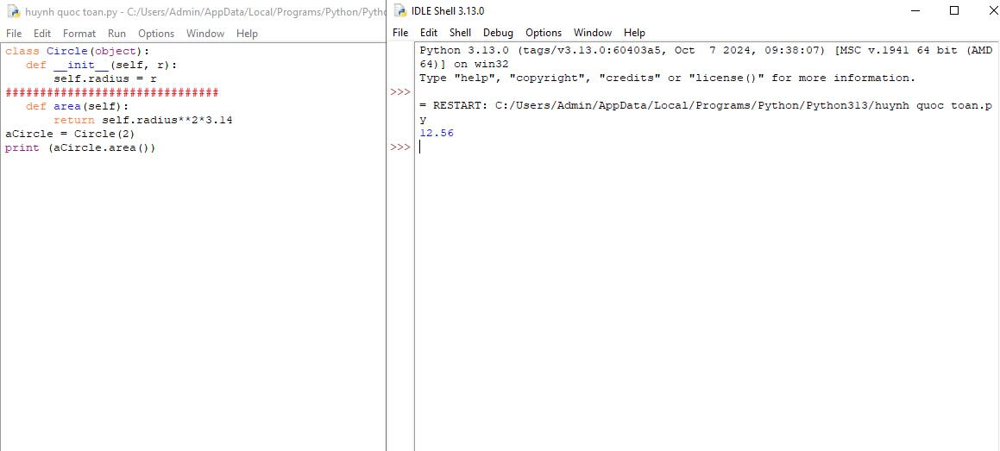 huynh quoc toan.py - C:/Users/Admin/AppData/Local/Programs/Python/Pytho
File Edit Format Run Options Window Help
class Circle(object):
   def __init__(self, r):
       self.radius = r
###############################
   def area(self):
       return self.radius**2*3.14
aCircle = Circle(2)
print (aCircle.area())
IDLE Shell 3.13.0
File Edit Shell Debug Options Window Help
Python 3.13.0 (tags/v3.13.0:60403a5, Oct  7 2024, 09:38:07) [MSC v.1941 64 bit (AMD
64)] on win32
Type "help", "copyright", "credits" or "license()" for more information.
>>>
= RESTART: C:/Users/Admin/AppData/Local/Programs/Python/Python313/huynh quoc toan.p
y
12.56
>>>